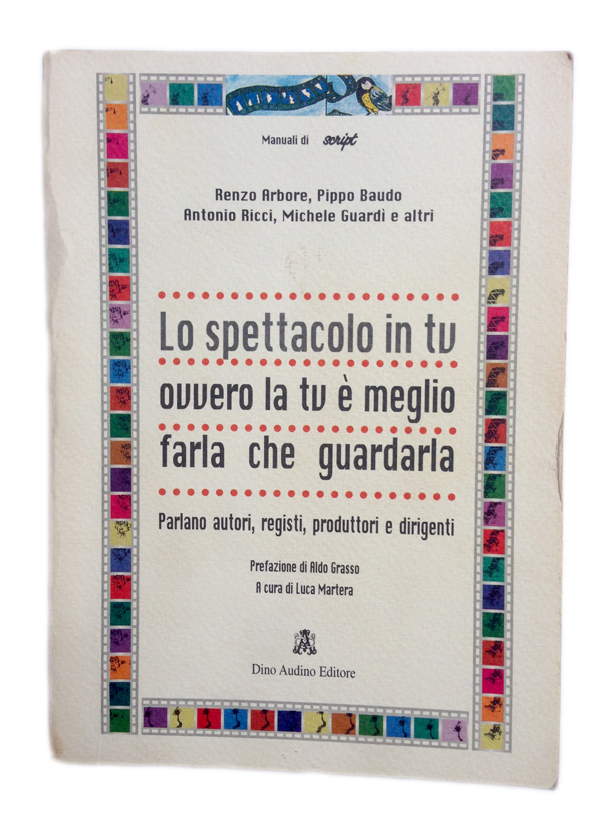 Manuali di script
Renzo Arbore, Pippo Baudo
Antonio Ricci, Michele Guardì e altri
Lo spettacolo in tv
ovvero la tv è meglio
farla che guardarla
Parlano autori, registi, produttori e dirigenti
Prefazione di Aldo Grasso
A cura di Luca Martera
Dino Audino Editore